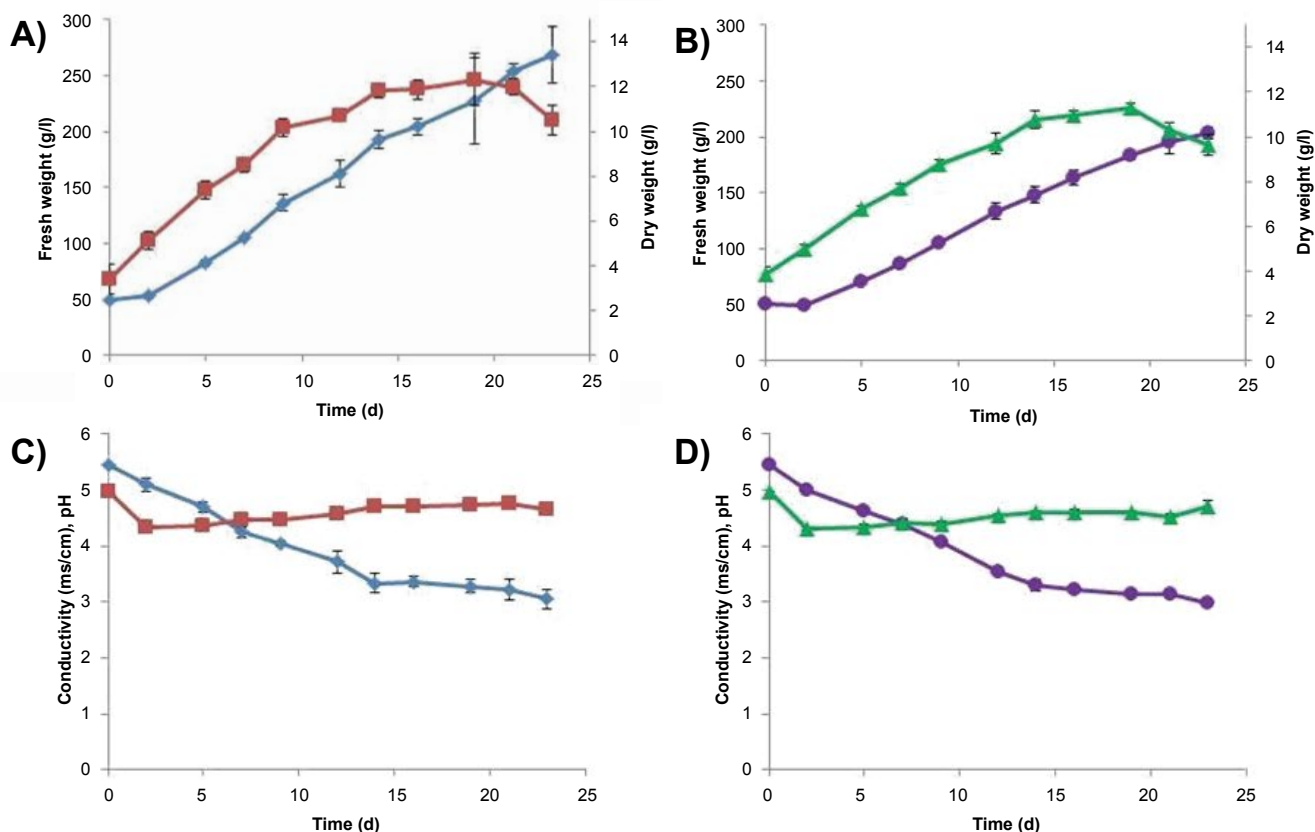 A)
300
250
200
150
100
50
0
Fresh weight (g/l)
14
12
10
8
6
4
2
0
Dry weight (g/l)
0 5 10 15 20 25
Time (d)
B)
300
250
200
150
100
50
0
Fresh weight (g/l)
14
12
10
8
6
4
2
0
Dry weight (g/l)
0 5 10 15 20 25
Time (d)
C)
6
5
4
3
2
1
0
Conductivity (ms/cm), pH
0 5 10 15 20 25
Time (d)
D)
6
5
4
3
2
1
0
Conductivity (ms/cm), pH
0 5 10 15 20 25
Time (d)